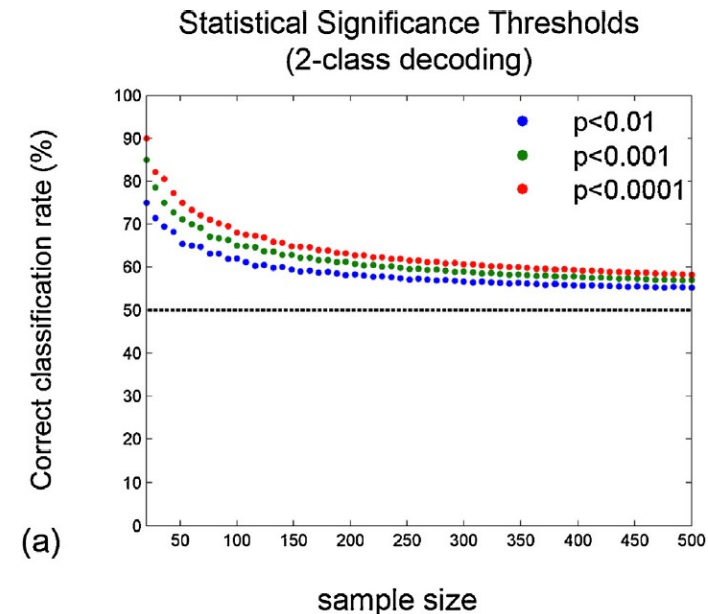 Statistical Significance Thresholds
(2-class decoding)
Correct classification rate (%)
100
90
80
70
60
50
40
30
20
10
0
p<0.01
p<0.001
p<0.0001
50 100 150 200 250 300 350 400 450 500
(a)
sample size